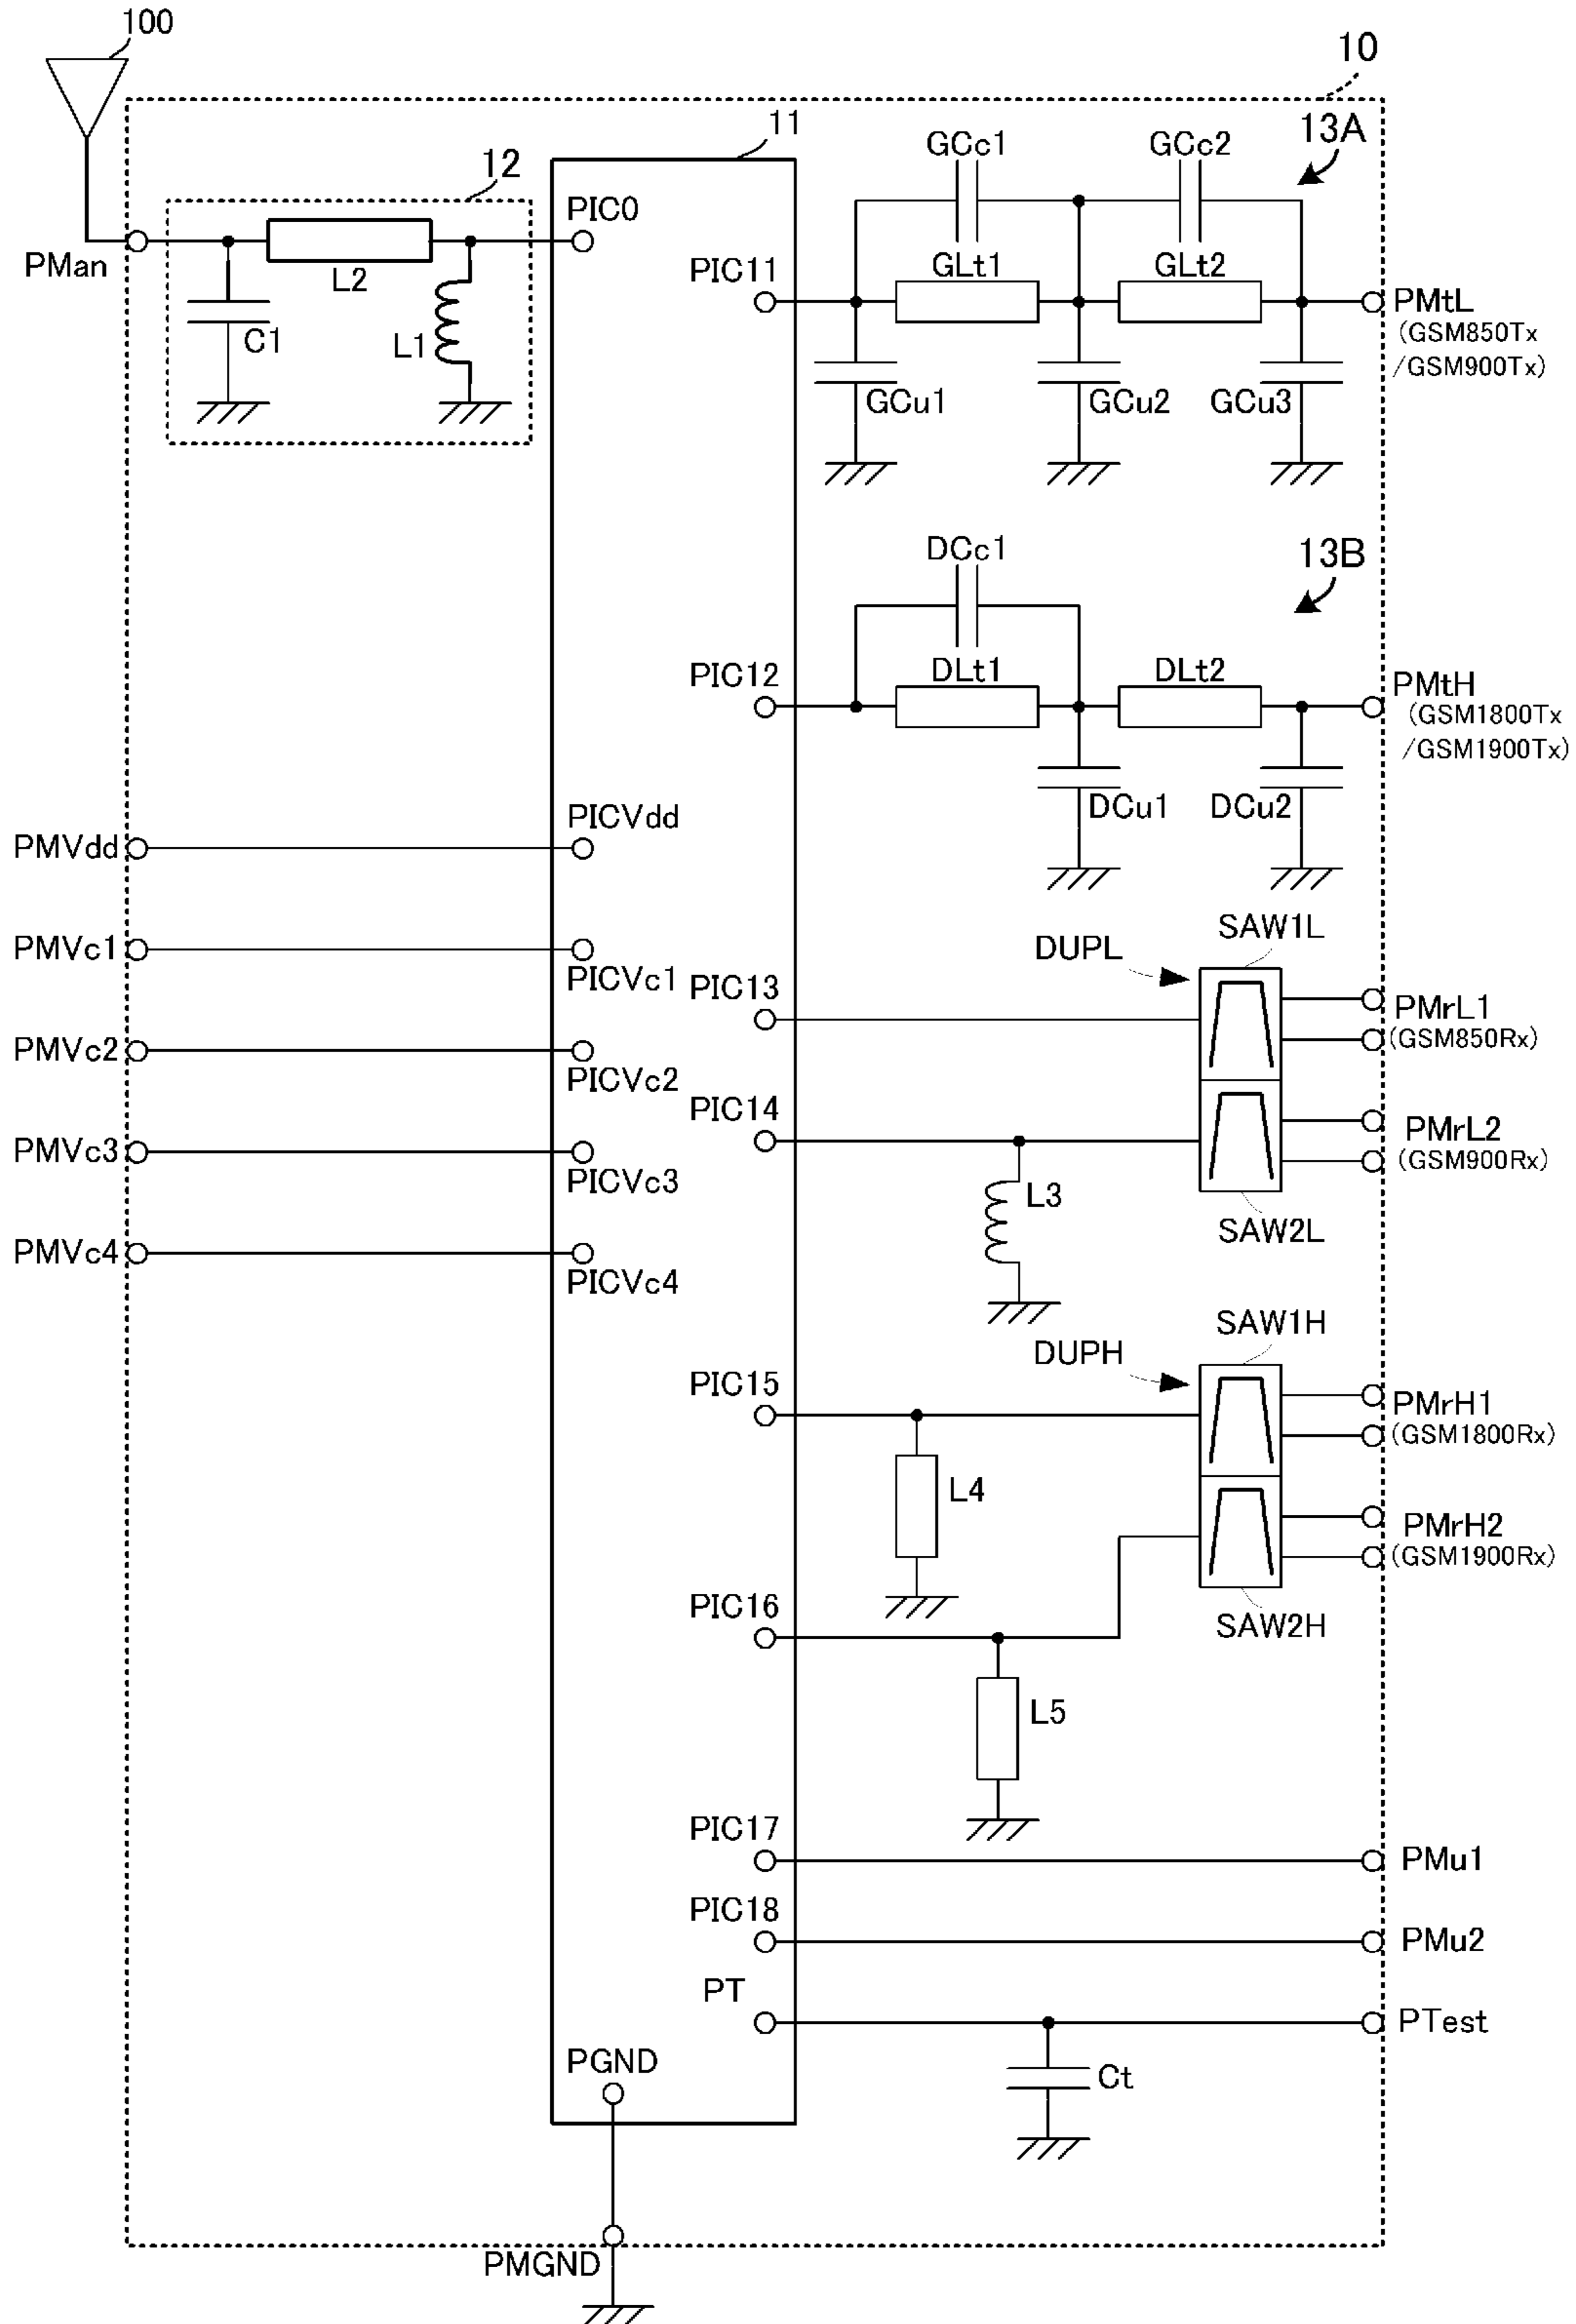 100
10
11
13A
GCc1
GCc2
12
PIC0
PMan
L2
PIC11
GLt1
GLt2
PMtL
(GSM850Tx
/GSM900Tx)
C1
L1
GCu1
GCu2
GCu3
DCc1
13B
PIC12
DLt1
DLt2
PMtH
(GSM1800Tx
/GSM1900Tx)
DCu1
DCu2
PMVdd
PICVdd
SAW1L
DUPL
PMVc1
PICVc1
PIC13
PMrL1
(GSM850Rx)
PMVc2
PICVc2
PIC14
PMrL2
(GSM900Rx)
PMVc3
PICVc3
L3
SAW2L
PMVc4
PICVc4
SAW1H
DUPH
PIC15
PMrH1
(GSM1800Rx)
L4
PMrH2
(GSM1900Rx)
PIC16
SAW2H
L5
PIC17
PMu1
PIC18
PMu2
PT
PTest
PGND
Ct
PMGND